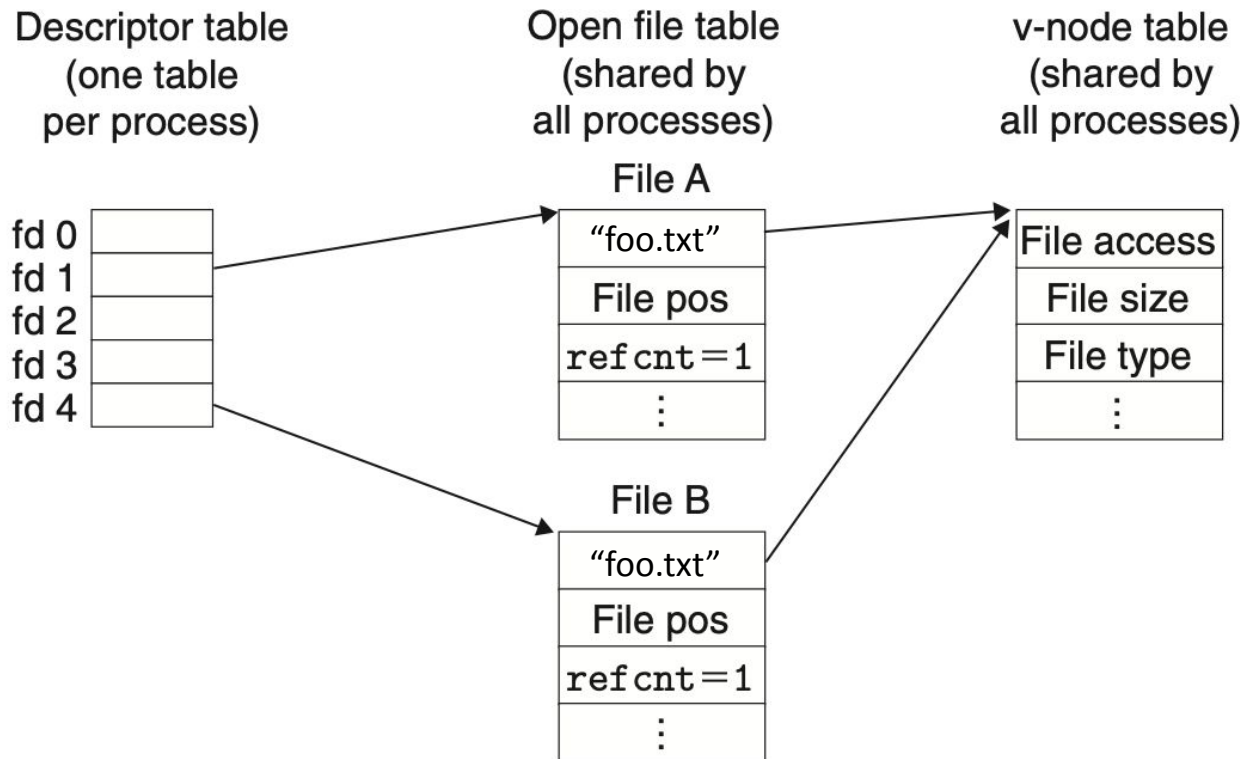 Descriptor table
(one table
per process)
Open file table
(shared by
all processes)
v-node table
(shared by
all processes)
fd 0
fd 1
fd 2
fd 3
fd 4
File A
“foo.txt”
File pos
refcnt=1
⋮
File B
“foo.txt”
File pos
refcnt=1
⋮
File access
File size
File type
⋮